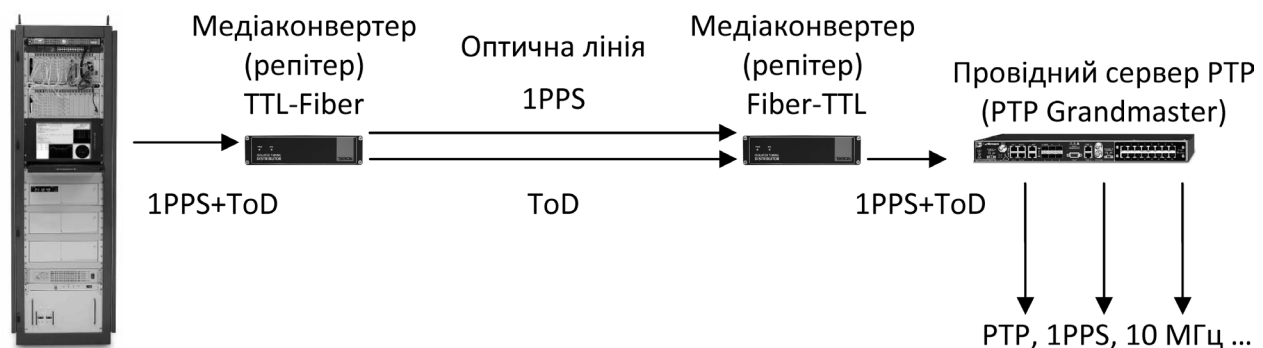 Медіаконвертер
(репітер)
TTL-Fiber
Оптична лінія
1PPS
Медіаконвертер
(репітер)
Fiber-TTL
Провідний сервер PTP
(PTP Grandmaster)
1PPS+ToD
ToD
1PPS+ToD
PTP, 1PPS, 10 МГц ...